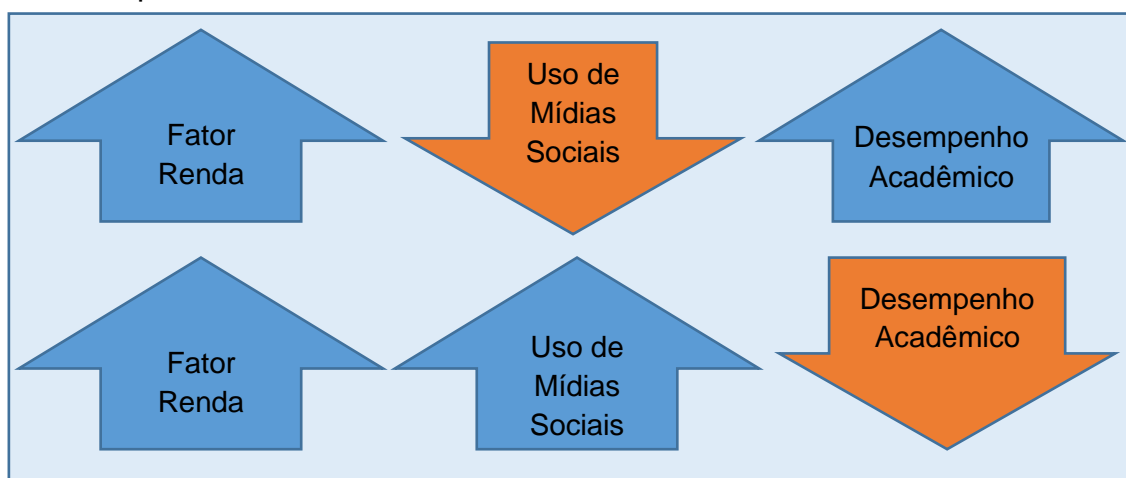 Fator
Renda
Uso de
Mídias
Sociais
Desempenho
Acadêmico
Fator
Renda
Uso de
Mídias
Sociais
Desempenho
Acadêmico